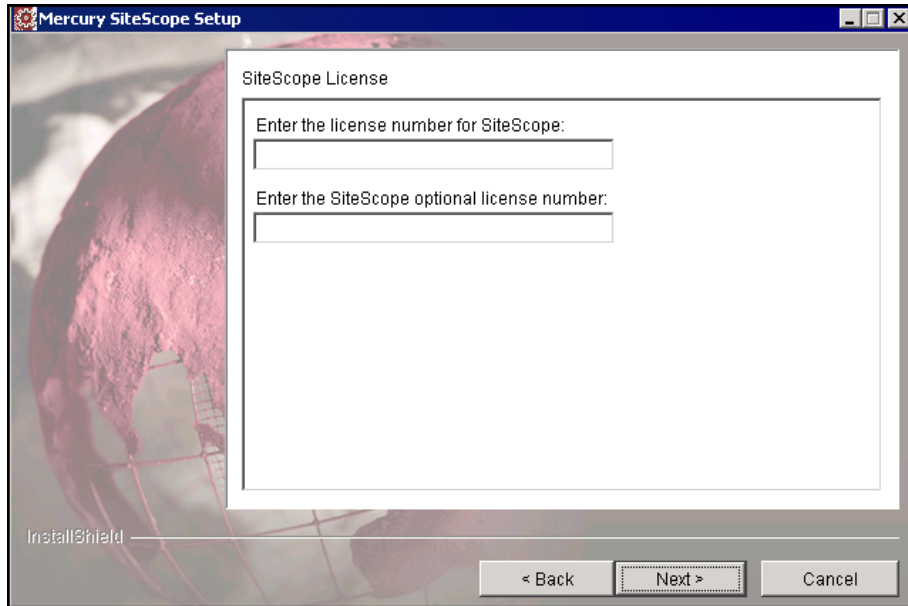 Mercury SiteScope Setup
SiteScope License
Enter the license number for SiteScope:
Enter the SiteScope optional license number:
InstallShield
< Back
Next >
Cancel